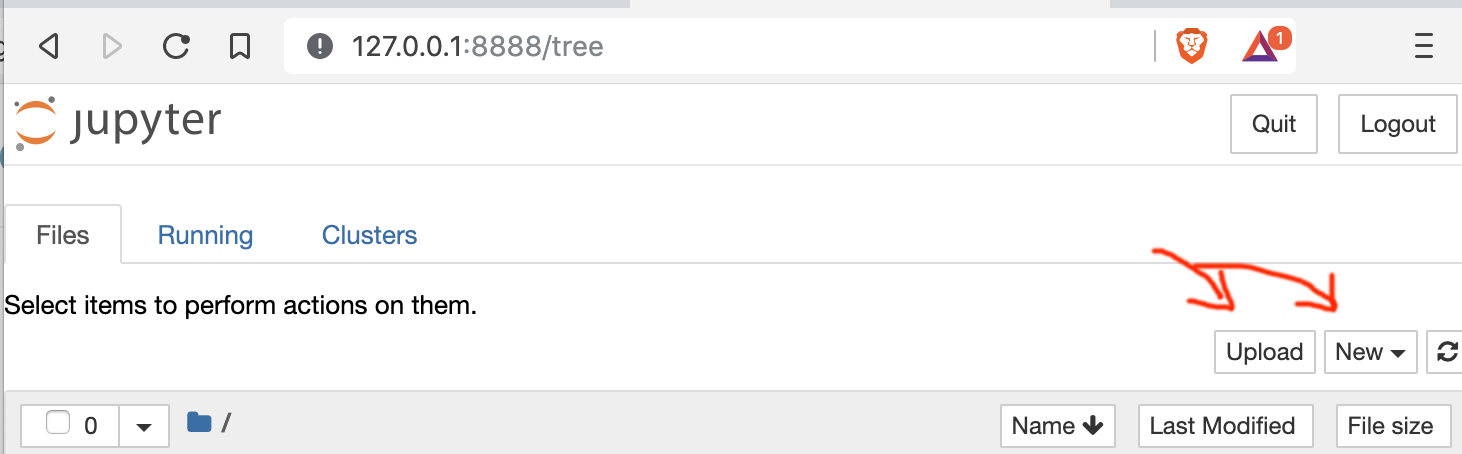 127.0.0.1:8888/tree
1
jupyter
Quit
Logout
Files
Running
Clusters
Select items to perform actions on them.
Upload
New
0
/
Name
Last Modified
File size